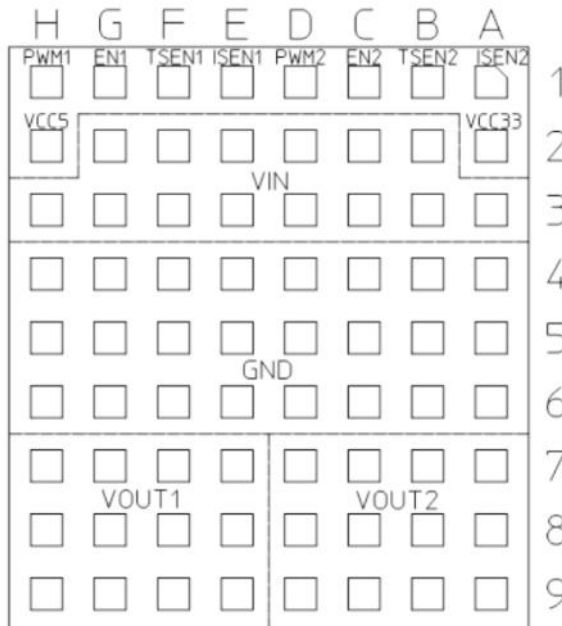 H G F E D C B A
PWM1 EN1 TSEN1 ISEN1 PWM2 EN2 TSEN2 ISEN2 1
VCC5 VCC33 2
VIN
3
4
5
GND
6
7
VOUT1 VOUT2
8
9